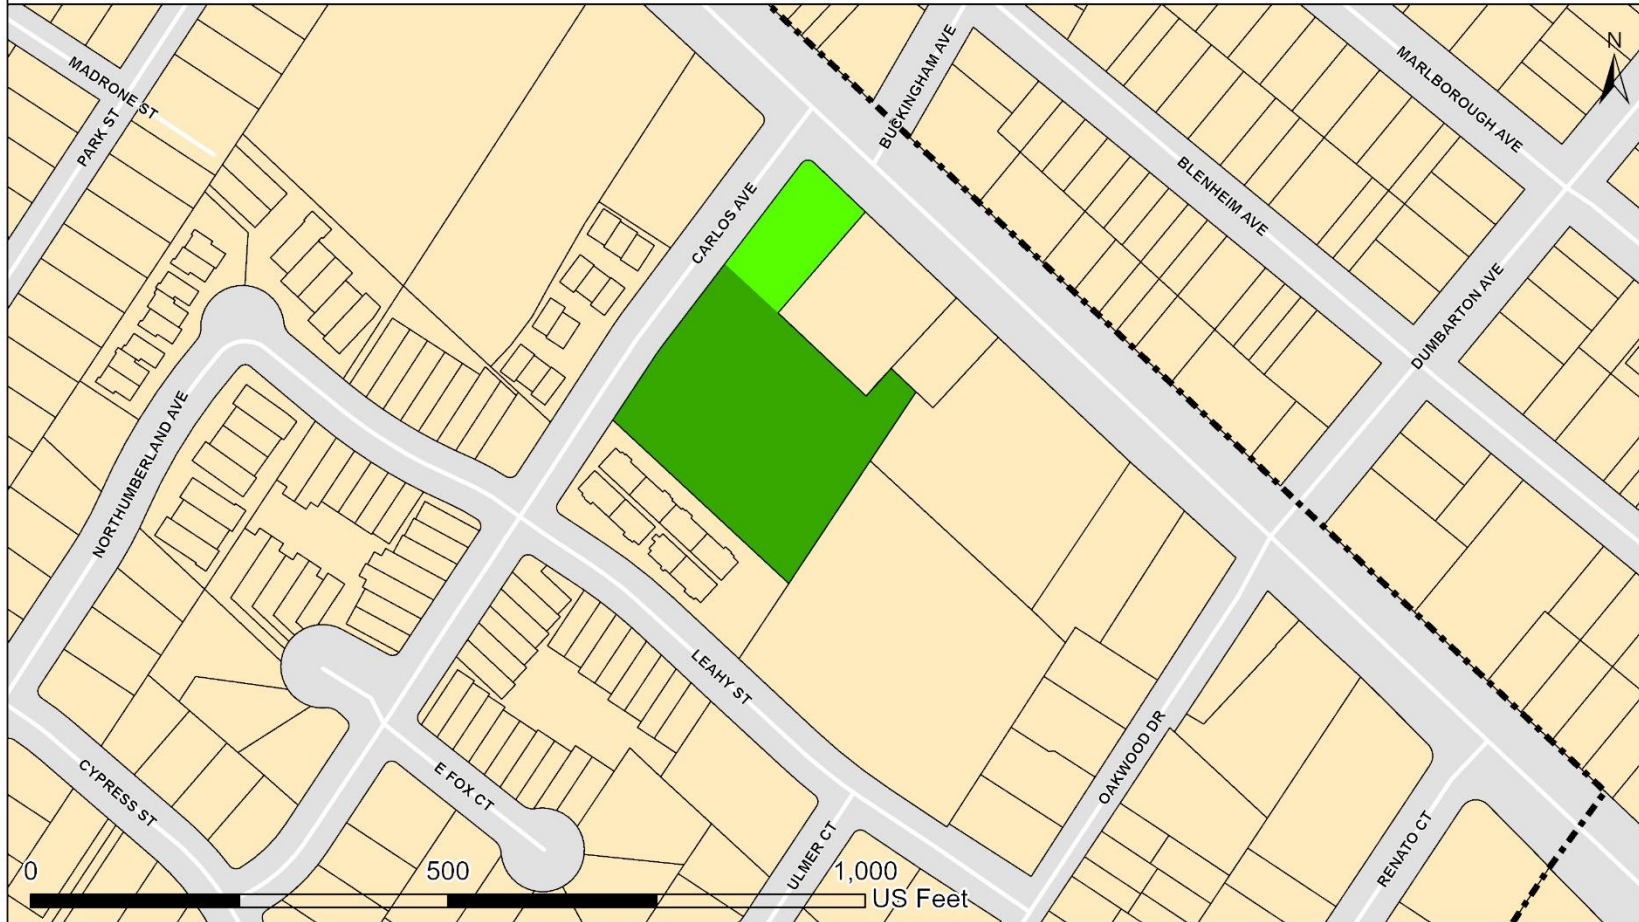 N
MADRONE ST
PARK ST
BUCKINGHAM AVE
MARLBOROUGH AVE
BLENHEIM AVE
CARLOS AVE
DUMBARTON AVE
NORTHUMBERLAND AVE
LEAHY ST
OAKWOOD DR
CYPRESS ST
E FOX CT
ULMER CT
RENATO CT
0 500 1,000
US Feet